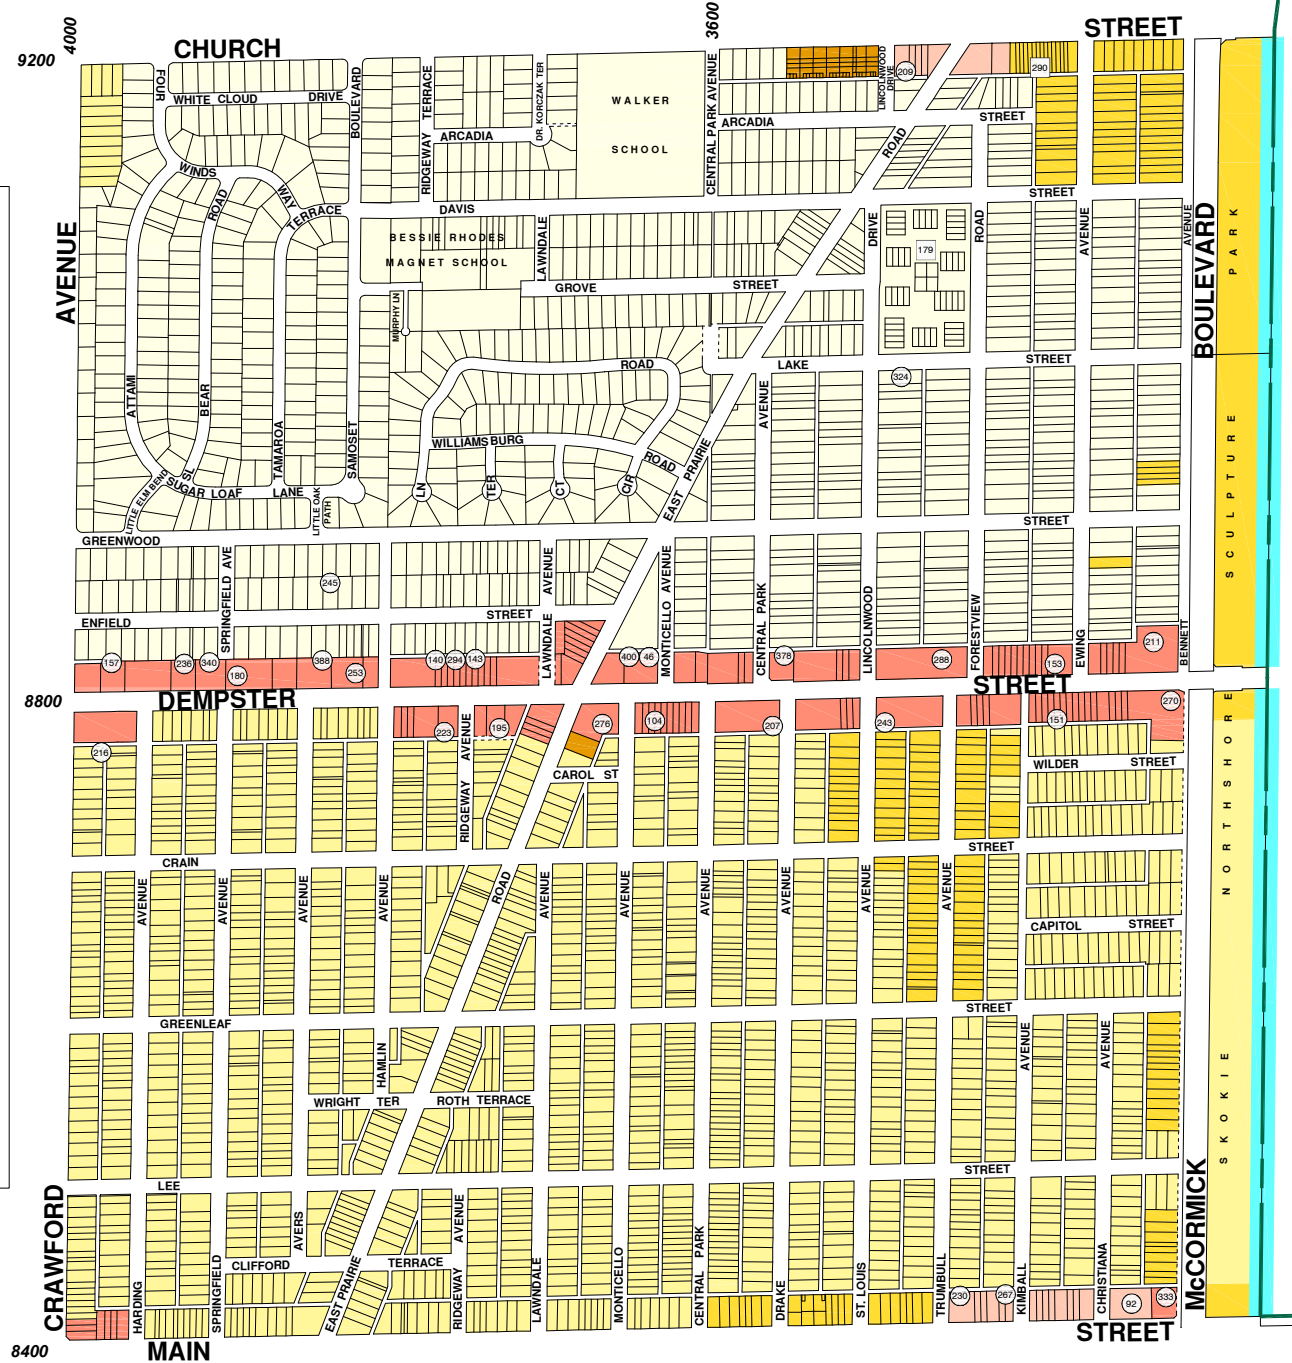 4000
3600
9200
CHURCH
STREET
FOUR
WHITE CLOUD
DRIVE
BOULEVARD
TERRACE
RIDGEWAY
DR. KORCZAK TER
WALKER
SCHOOL
CENTRAL PARK AVENUE
LINCOLNWOOD
DRIVE
209
290
ARCADIA
ARCADIA
STREET
ROAD
WINDS
WAY
ROAD
TERRACE
DAVIS
STREET
AVENUE
BESSIE RHODES
MAGNET SCHOOL
LAWNDALE
DRIVE
179
ROAD
AVENUE
AVENUE
BOULEVARD
PARK
GROVE
STREET
MURPHY LN
ROAD
LAKE
STREET
324
AVENUE
ATTAMI
BEAR
TAMAROA
SAMOSET
WILLIAMSBURG
ROAD
EAST PRAIRIE
SL
SUGAR LOAF
LANE
LITTLE ELM BEND
LITTLE OAK
PATH
LN
TER
CT
CIR
SCULPTURE
GREENWOOD
STREET
SPRINGFIELD AVE
245
AVENUE
MONTICELLO AVENUE
CENTRAL PARK
LINCOLNWOOD
FORESTVIEW
EWING
BENNETT
ENFIELD
STREET
LAWNDALE
157
236
340
180
388
253
140
294
143
400
46
378
288
153
211
8800
DEMPSTER
STREET
216
223
195
276
104
207
243
151
270
AVENUE
RIDGEWAY
CAROL ST
WILDER
STREET
NORTHSHORE
CRAIN
STREET
AVENUE
AVENUE
AVENUE
AVENUE
ROAD
AVENUE
AVENUE
AVENUE
AVENUE
AVENUE
AVENUE
CAPITOL
STREET
GREENLEAF
STREET
HAMLIN
AVENUE
AVENUE
WRIGHT TER
ROTH TERRACE
SKOKIE
LEE
STREET
CRAWFORD
AVERS
AVENUE
McCORMICK
CLIFFORD
TERRACE
HARDING
SPRINGFIELD
EAST PRAIRIE
RIDGEWAY
LAWNDALE
MONTICELLO
CENTRAL PARK
DRAKE
ST. LOUIS
TRUMBULL
KIMBALL
CHRISTIANA
230
267
92
333
8400
MAIN
STREET